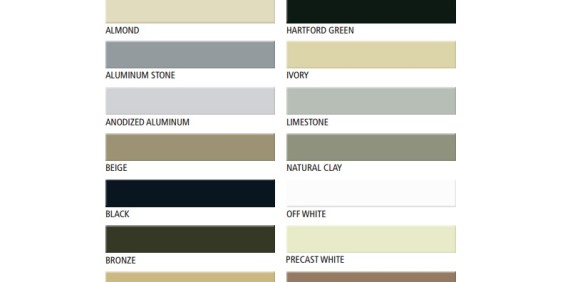 ALMOND
HARTFORD GREEN
ALUMINUM STONE
IVORY
ANODIZED ALUMINUM
LIMESTONE
BEIGE
NATURAL CLAY
BLACK
OFF WHITE
BRONZE
PRECAST WHITE